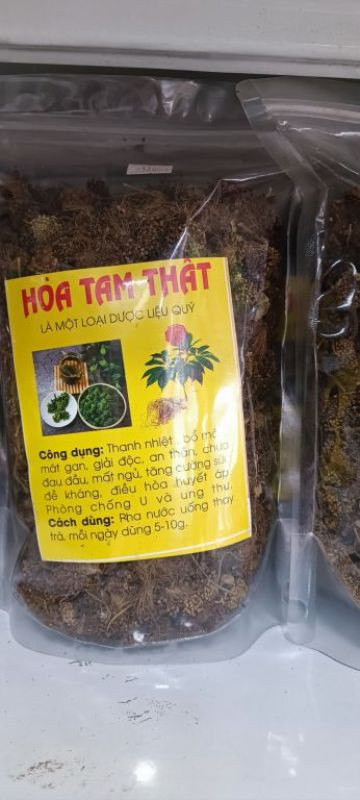 HOA TAM THẤT
LÀ MỘT LOẠI DƯỢC LIỆU QUÝ
Công dụng: Thanh nhiệt, bổ mật
mát gan, giải độc, an thần, chữa
đau đầu, mất ngủ, tăng cường sức
đề kháng, điều hòa huyết áp,
Phòng chống U và ung thư.
Cách dùng: Pha nước uống thay
trà, mỗi ngày dùng 5-10g.